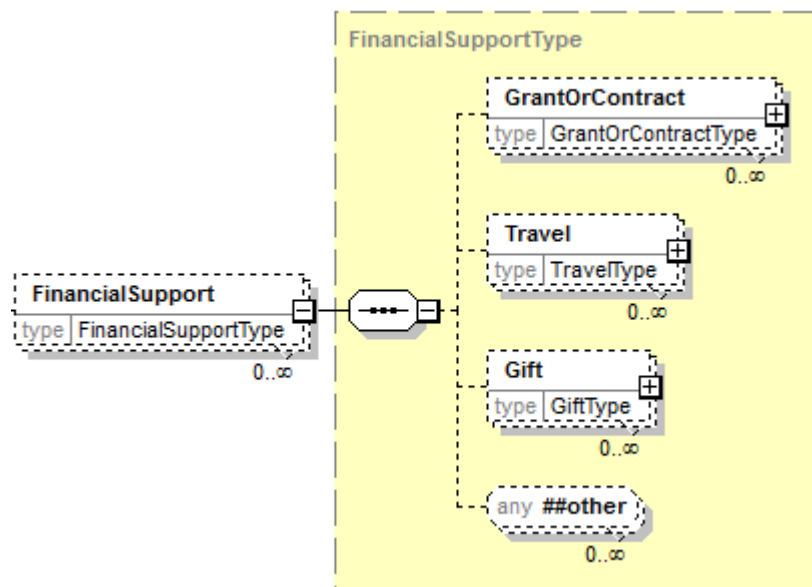 FinancialSupportType
GrantOrContract
type GrantOrContractType
0..∞
Travel
type TravelType
0..∞
FinancialSupport
type FinancialSupportType
0..∞
Gift
type GiftType
0..∞
any ##other
0..∞